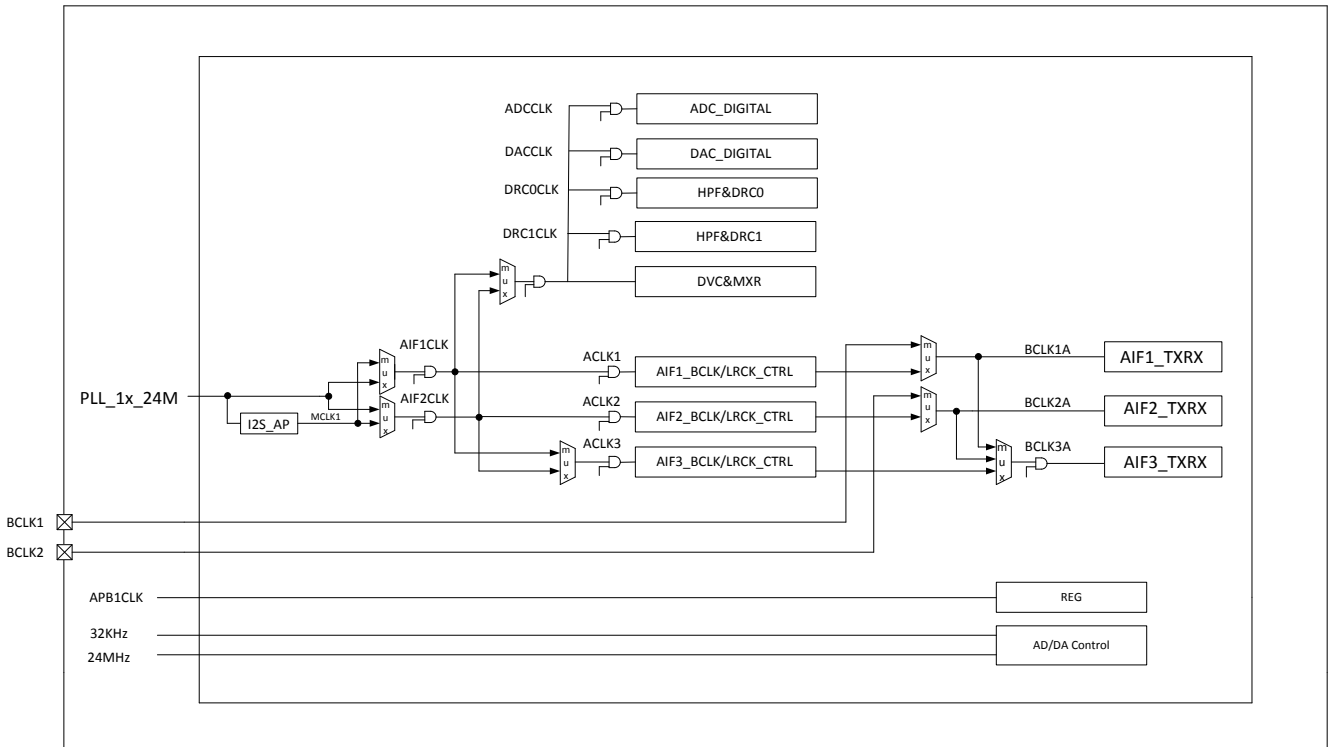 ADCCLK
ADC_DIGITAL
DACCLK
DAC_DIGITAL
DRC0CLK
HPF&DRC0
DRC1CLK
HPF&DRC1
m
u
x
DVC&MXR
AIF1CLK
m
u
x
ACLK1
AIF1_BCLK/LRCK_CTRL
m
u
x
BCLK1A
AIF1_TXRX
PLL_1x_24M
I2S_AP
MCLK1
AIF2CLK
m
u
x
ACLK2
AIF2_BCLK/LRCK_CTRL
m
u
x
BCLK2A
AIF2_TXRX
m
u
x
ACLK3
AIF3_BCLK/LRCK_CTRL
m
u
x
BCLK3A
AIF3_TXRX
BCLK1
BCLK2
APB1CLK
REG
32KHz
24MHz
AD/DA Control